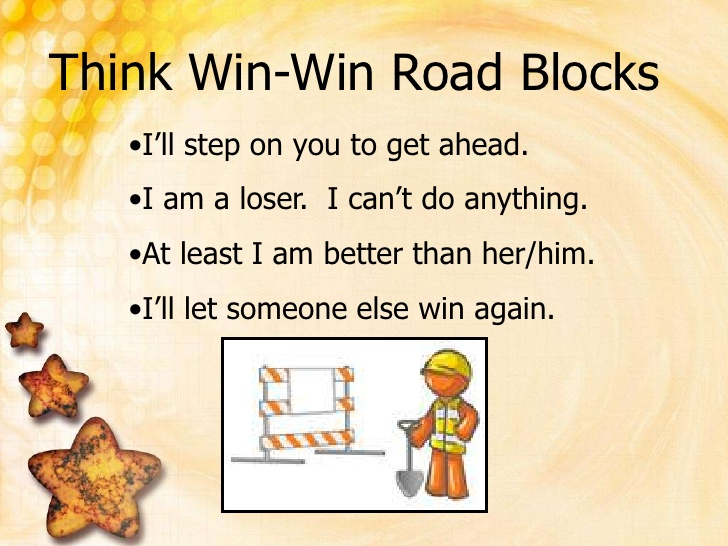 Think Win-Win Road Blocks
•I’ll step on you to get ahead.
•I am a loser.  I can’t do anything.
•At least I am better than her/him.
•I’ll let someone else win again.